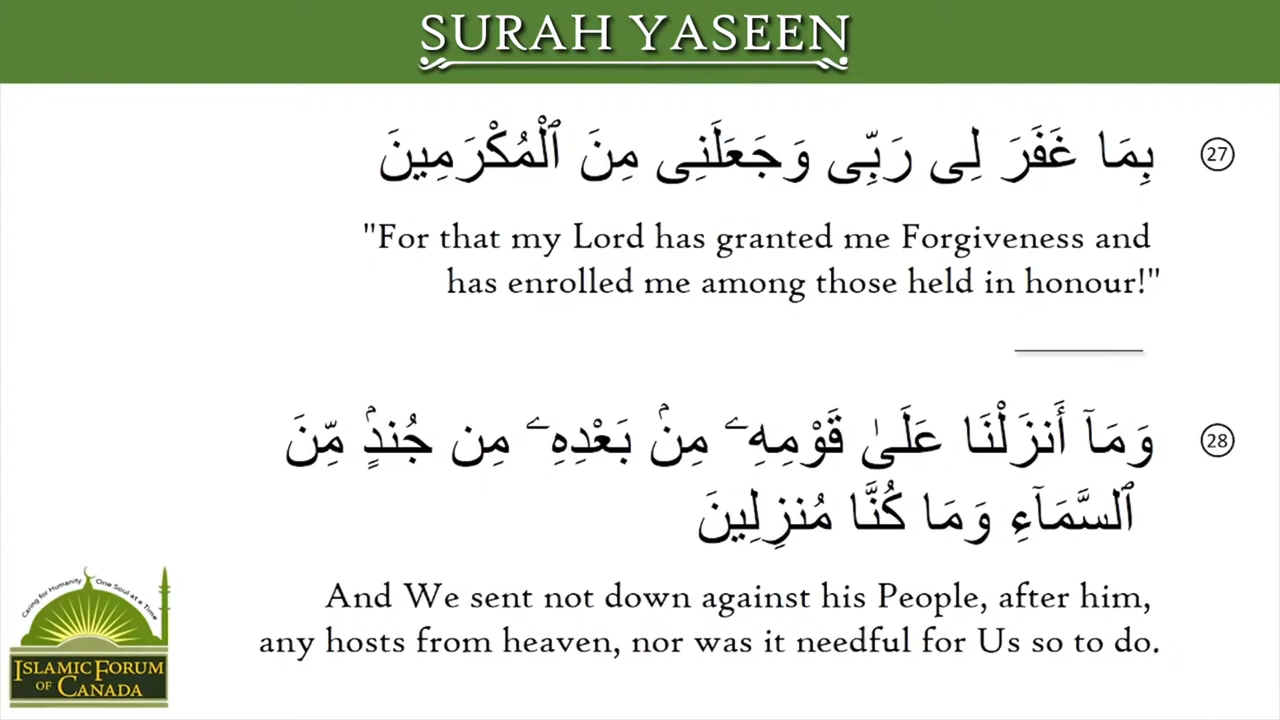 SURAH YASEEN
بِمَا غَفَرَ لِى رَبِّى وَجَعَلَنِى مِنَ ٱلْمُكْرَمِينَ 27
"For that my Lord has granted me Forgiveness and
has enrolled me among those held in honour!"
وَمَآ أَنزَلْنَا عَلَىٰ قَوْمِهِۦ مِنۢ بَعْدِهِۦ مِن جُندٍۢ مِّنَ 28
ٱلسَّمَآءِ وَمَا كُنَّا مُنزِلِينَ
And We sent not down against his People, after him,
any hosts from heaven, nor was it needful for Us so to do.
Caring for Humanity One Soul at a Time
ISLAMIC FORUM
OF CANADA